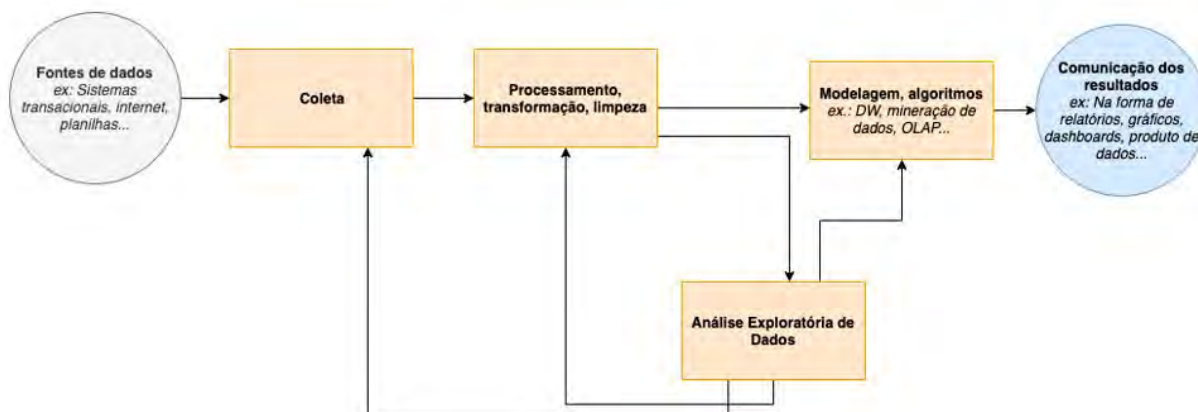 Fontes de dados
ex: Sistemas
transacionais, internet,
planilhas...
Coleta
Processamento,
transformação, limpeza
Modelagem, algoritmos
ex.: DW, mineração de
dados, OLAP...
Comunicação dos
resultados
ex: Na forma de
relatórios, gráficos,
dashboards, produto de
dados...
Análise Exploratória de
Dados